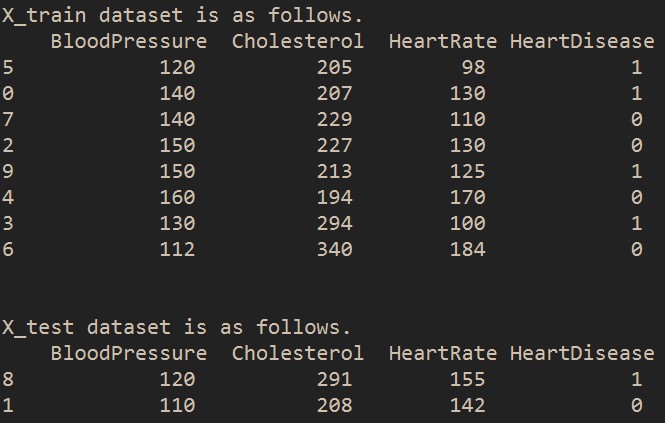 X_train dataset is as follows.
BloodPressure Cholesterol HeartRate HeartDisease
5 120 205 98 1
0 140 207 130 1
7 140 229 110 0
2 150 227 130 0
9 150 213 125 1
4 160 194 170 0
3 130 294 100 1
6 112 340 184 0
X_test dataset is as follows.
BloodPressure Cholesterol HeartRate HeartDisease
8 120 291 155 1
1 110 208 142 0